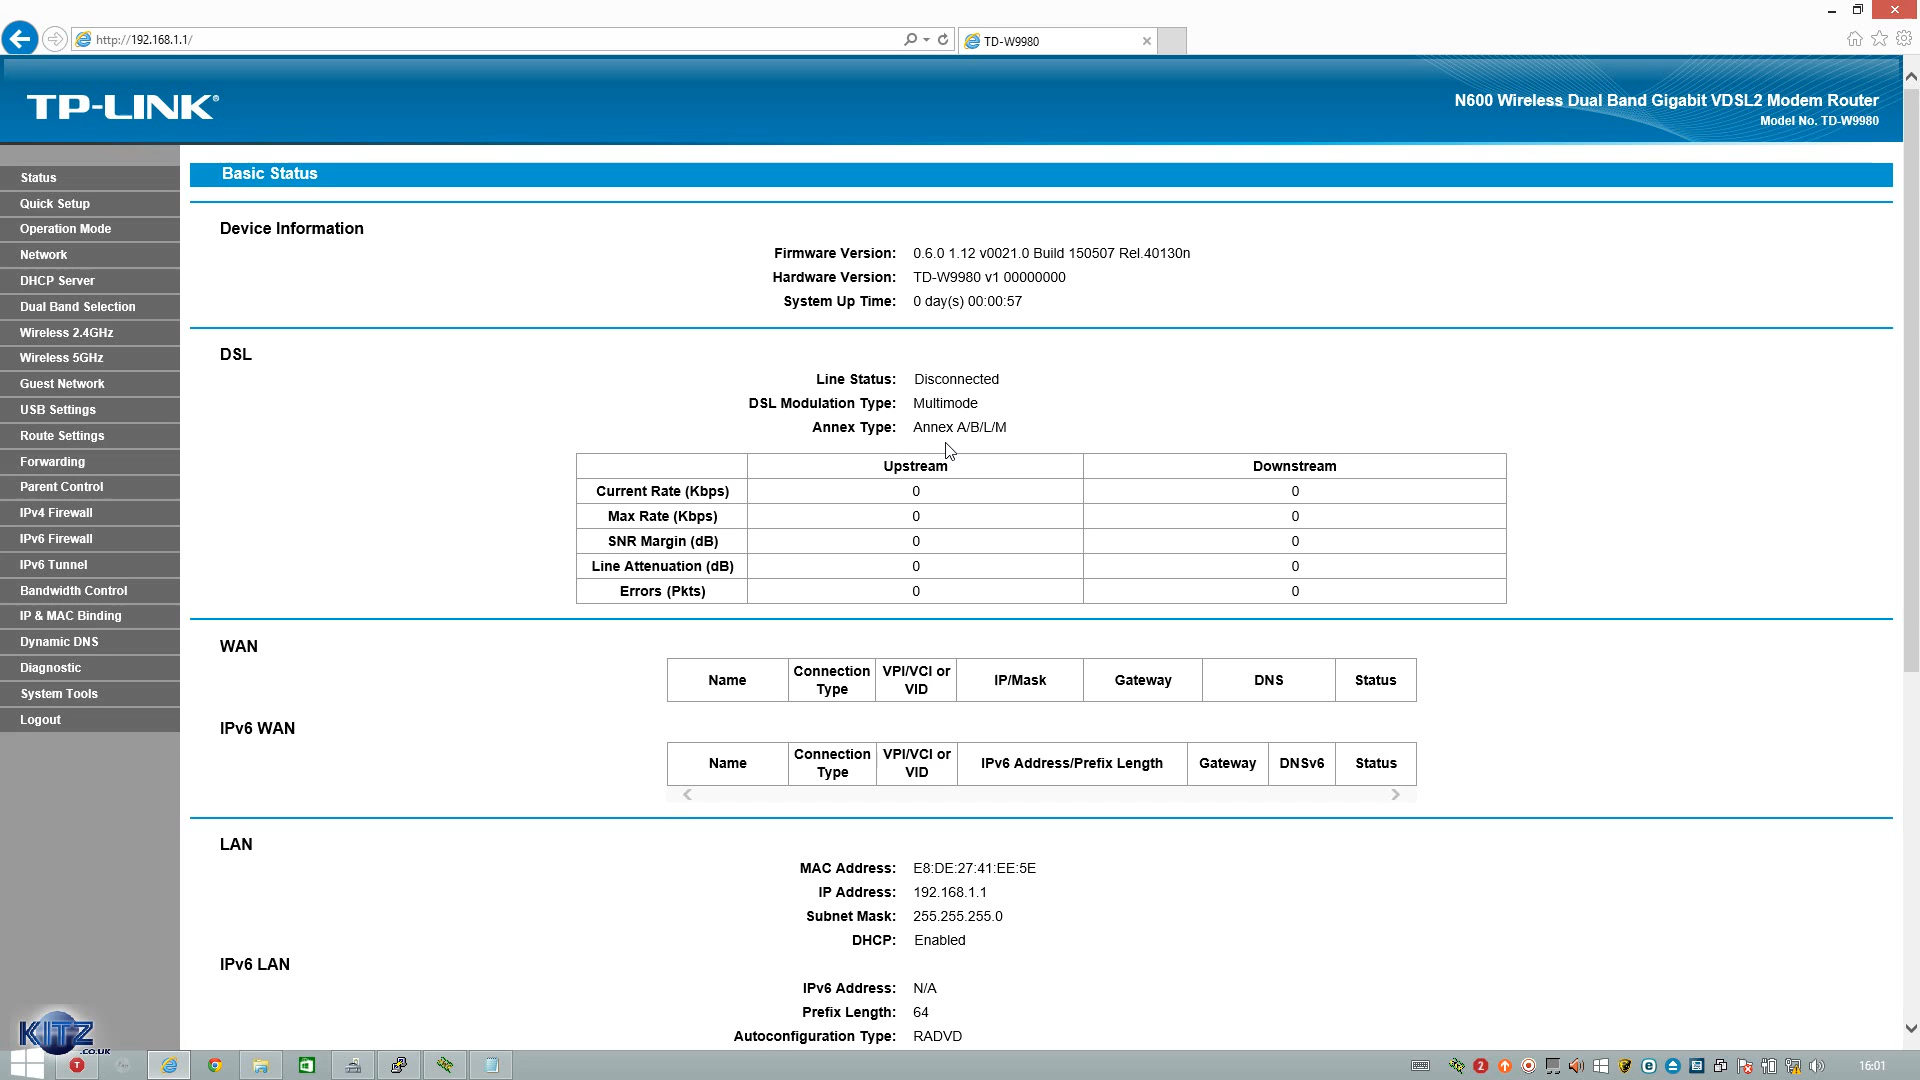 http://192.168.1.1/
TD-W9980
TP-LINK®
N600 Wireless Dual Band Gigabit VDSL2 Modem Router
Model No. TD-W9980
Status
Quick Setup
Operation Mode
Network
DHCP Server
Dual Band Selection
Wireless 2.4GHz
Wireless 5GHz
Guest Network
USB Settings
Route Settings
Forwarding
Parent Control
IPv4 Firewall
IPv6 Firewall
IPv6 Tunnel
Bandwidth Control
IP & MAC Binding
Dynamic DNS
Diagnostic
System Tools
Logout
Basic Status
Device Information
Firmware Version: 0.6.0 1.12 v0021.0 Build 150507 Rel.40130n
Hardware Version: TD-W9980 v1 00000000
System Up Time: 0 day(s) 00:00:57
DSL
Line Status: Disconnected
DSL Modulation Type: Multimode
Annex Type: Annex A/B/L/M
Upstream Downstream
Current Rate (Kbps) 0 0
Max Rate (Kbps) 0 0
SNR Margin (dB) 0 0
Line Attenuation (dB) 0 0
Errors (Pkts) 0 0
WAN
Name Connection Type VPI/VCI or VID IP/Mask Gateway DNS Status
IPv6 WAN
Name Connection Type VPI/VCI or VID IPv6 Address/Prefix Length Gateway DNSv6 Status
LAN
MAC Address: E8:DE:27:41:EE:5E
IP Address: 192.168.1.1
Subnet Mask: 255.255.255.0
DHCP: Enabled
IPv6 LAN
IPv6 Address: N/A
Prefix Length: 64
Autoconfiguration Type: RADVD
KITZ
.CO.UK
16:01